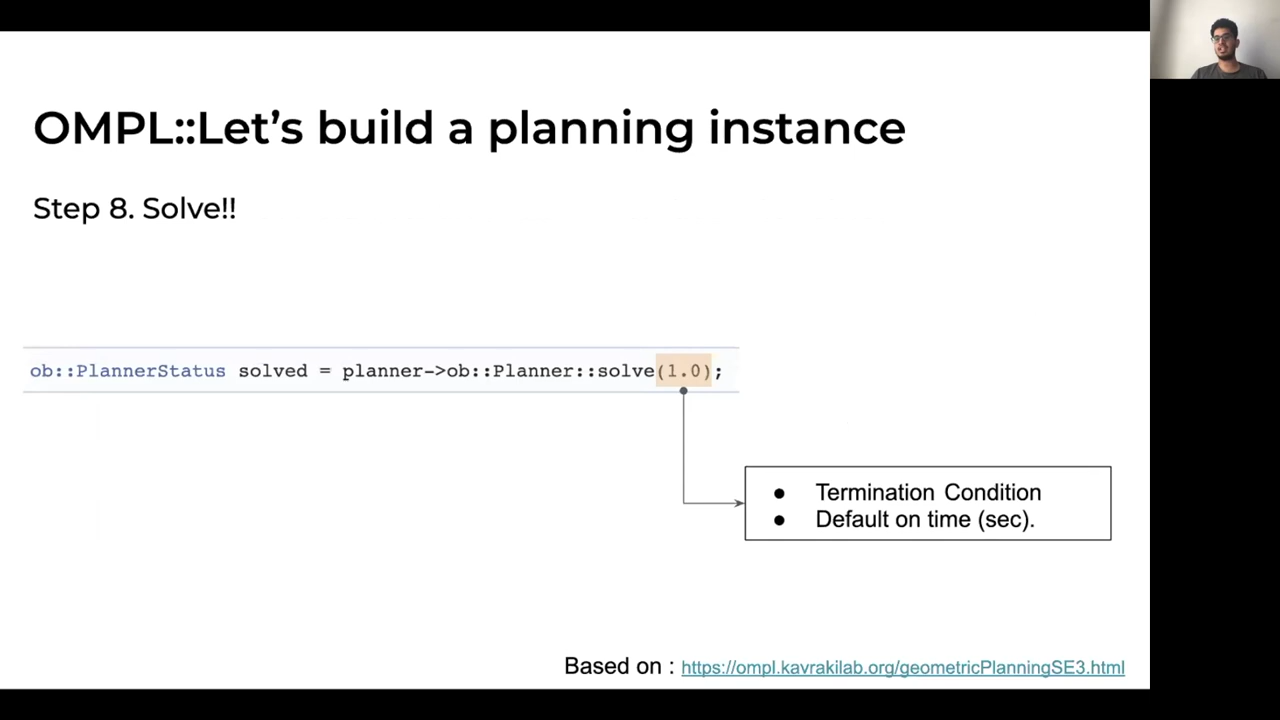 OMPL::Let’s build a planning instance
Step 8. Solve!!
ob::PlannerStatus solved = planner->ob::Planner::solve(1.0);
● Termination Condition
● Default on time (sec).
Based on : https://ompl.kavrakilab.org/geometricPlanningSE3.html